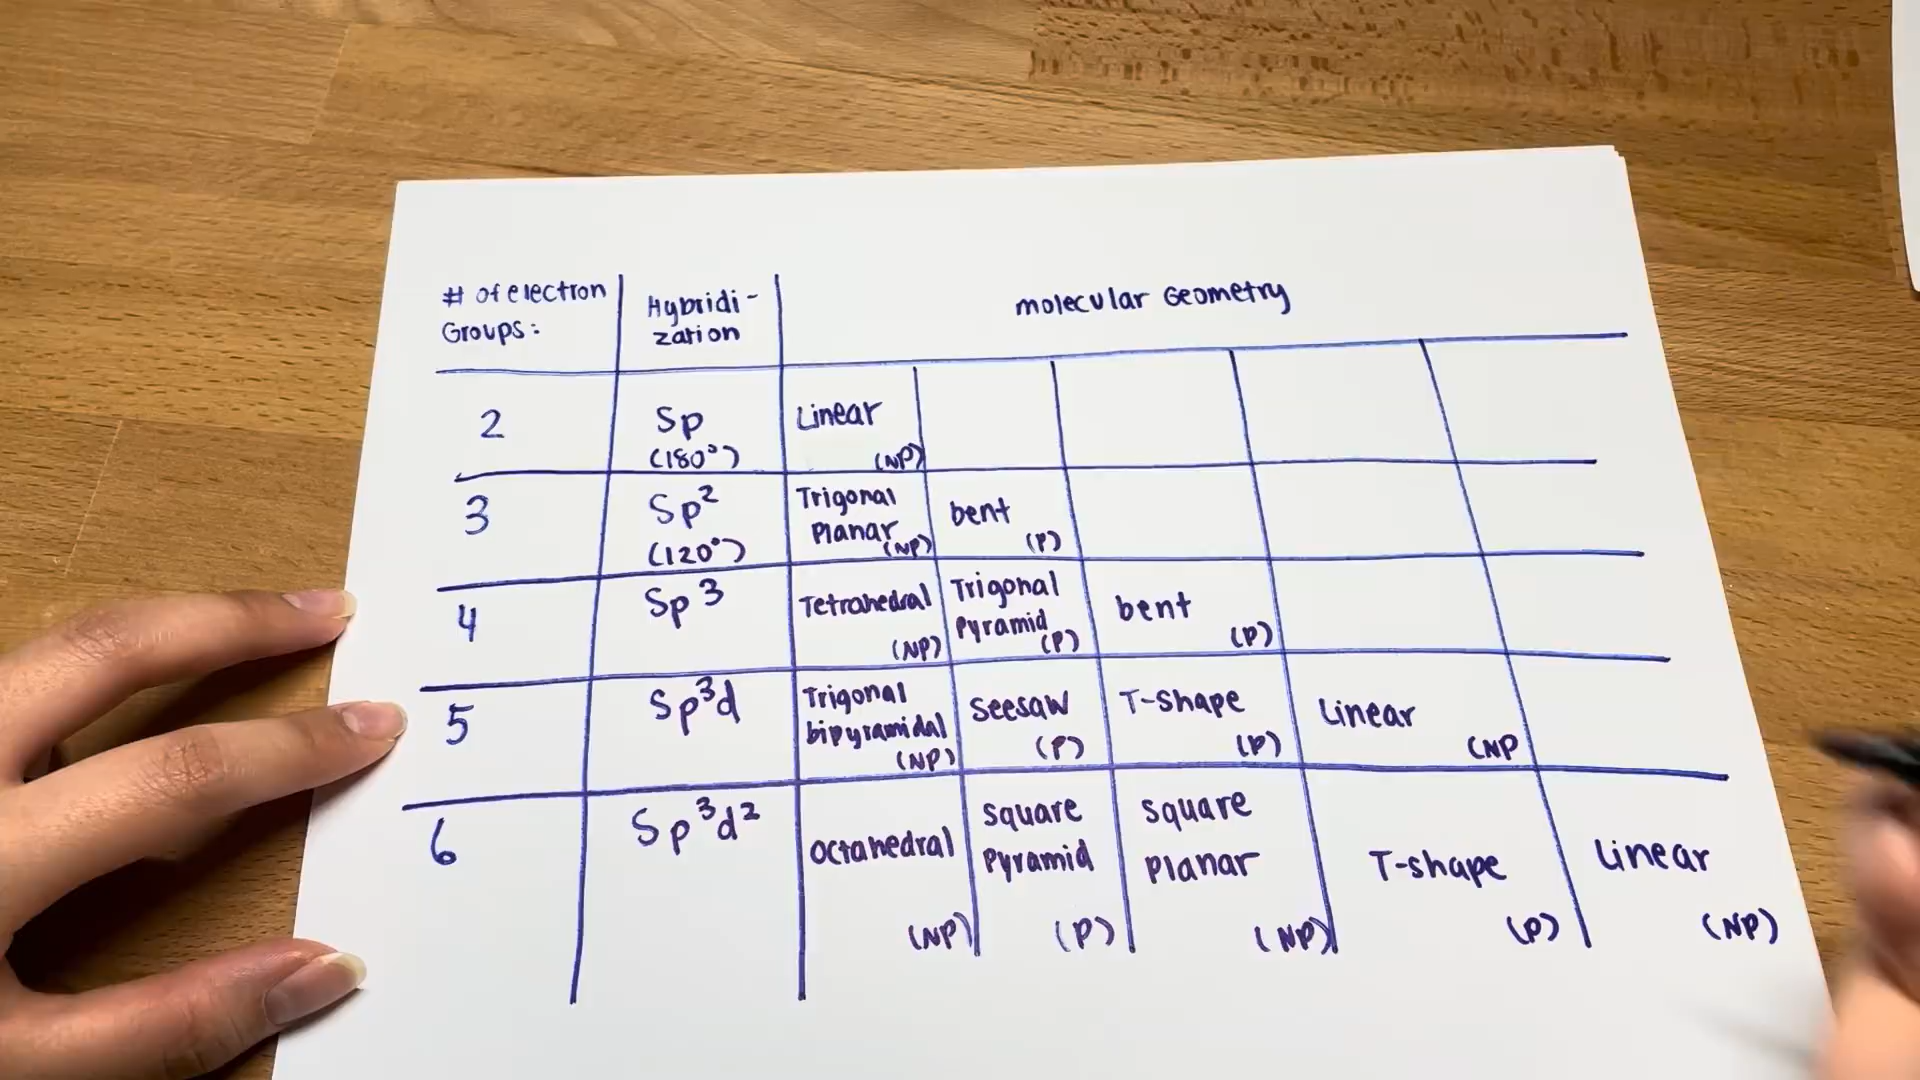 # of electron
Groups:
Hybridi-
zation
molecular Geometry
2
Sp
(180°)
Linear
(NP)
3
Sp²
(120°)
Trigonal
Planar
(NP)
bent
(P)
4
Sp³
Tetrahedral
(NP)
Trigonal
Pyramid
(P)
bent
(P)
5
Sp³d
Trigonal
bipyramidal
(NP)
Seesaw
(P)
T-shape
(P)
Linear
(NP
6
Sp³d²
octahedral
(NP)
square
Pyramid
(P)
square
Planar
(NP)
T-shape
(P)
Linear
(NP)